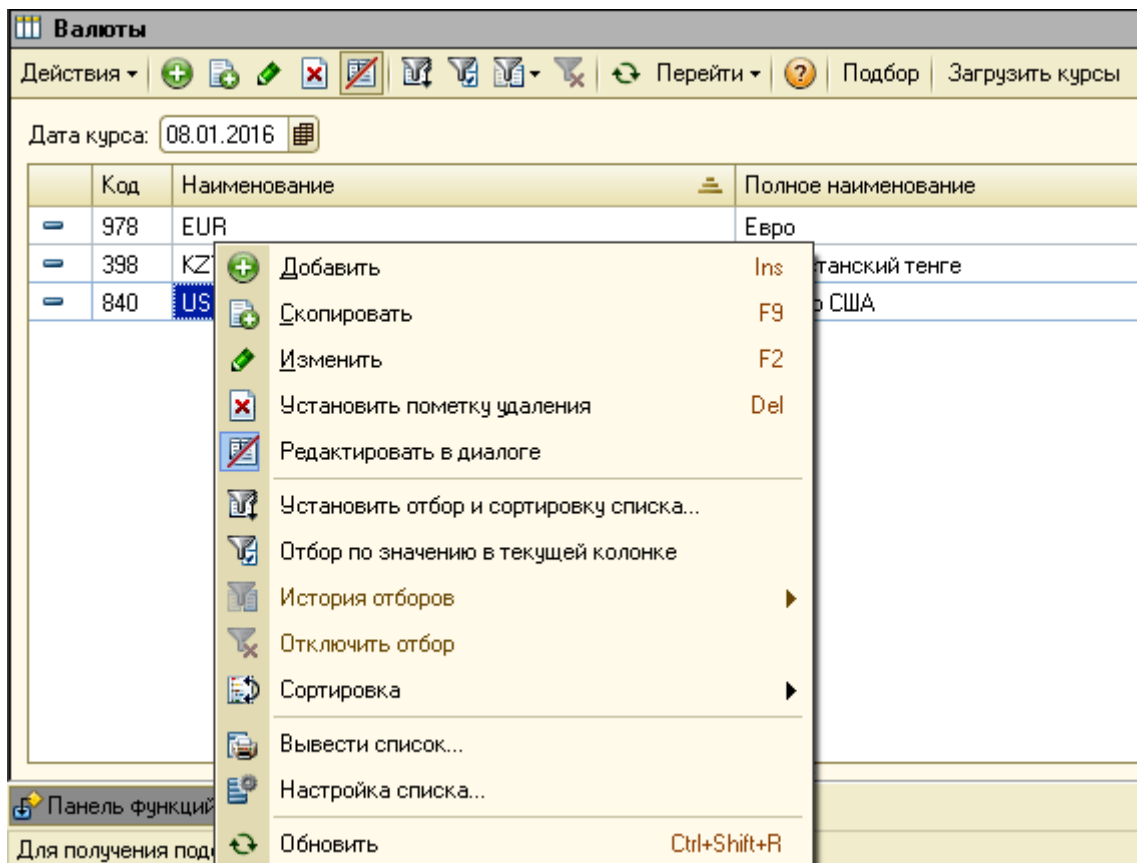 Валюты
Действия Перейти Подбор Загрузить курсы
Дата курса: 08.01.2016
Код Наименование Полное наименование
978 EUR Евро
398 KZ танский тенге
840 US США
Добавить Ins
Скопировать F9
Изменить F2
Установить пометку удаления Del
Редактировать в диалоге
Установить отбор и сортировку списка...
Отбор по значению в текущей колонке
История отборов
Отключить отбор
Сортировка
Вывести список...
Настройка списка...
Обновить Ctrl+Shift+R
Панель функций
Для получения под